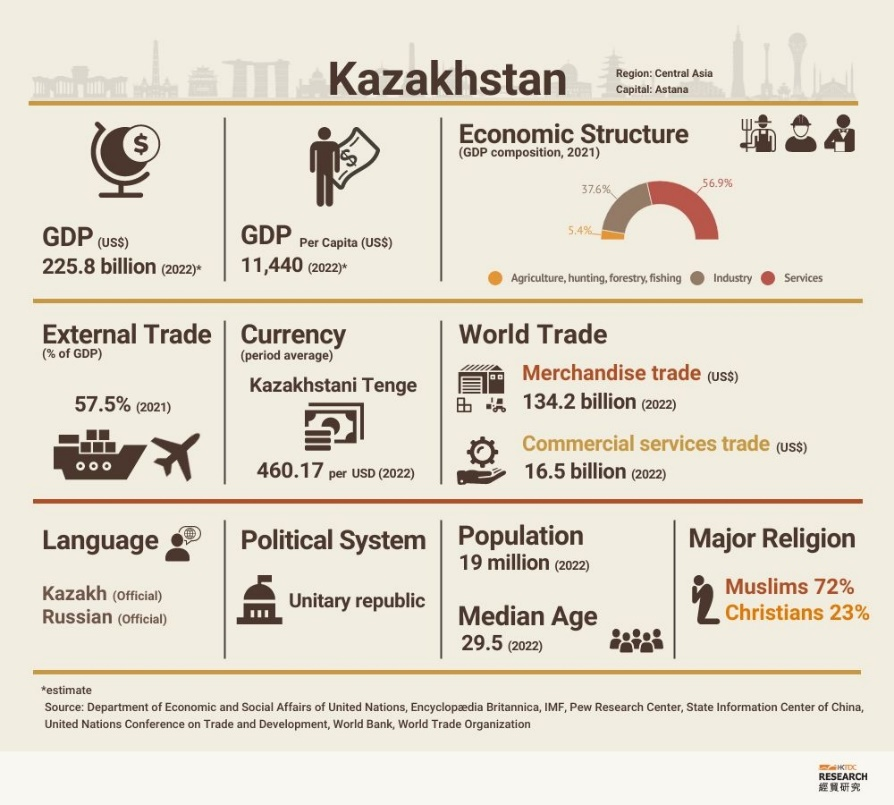 Kazakhstan
Region: Central Asia
Capital: Astana
$
GDP (US$)
225.8 billion (2022)*
$
GDP Per Capita (US$)
11,440 (2022)*
Economic Structure
(GDP composition, 2021)
37.6%
56.9%
5.4%
Agriculture, hunting, forestry, fishing
Industry
Services
External Trade
(% of GDP)
57.5% (2021)
Currency
(period average)
Kazakhstani Tenge
460.17 per USD (2022)
World Trade
Merchandise trade (US$)
134.2 billion (2022)
Commercial services trade (US$)
16.5 billion (2022)
Language
Kazakh (Official)
Russian (Official)
Political System
Unitary republic
Population
19 million (2022)
Median Age
29.5 (2022)
Major Religion
Muslims 72%
Christians 23%
*estimate
Source: Department of Economic and Social Affairs of United Nations, Encyclopædia Britannica, IMF, Pew Research Center, State Information Center of China,
United Nations Conference on Trade and Development, World Bank, World Trade Organization
HKTDC
RESEARCH
經貿研究